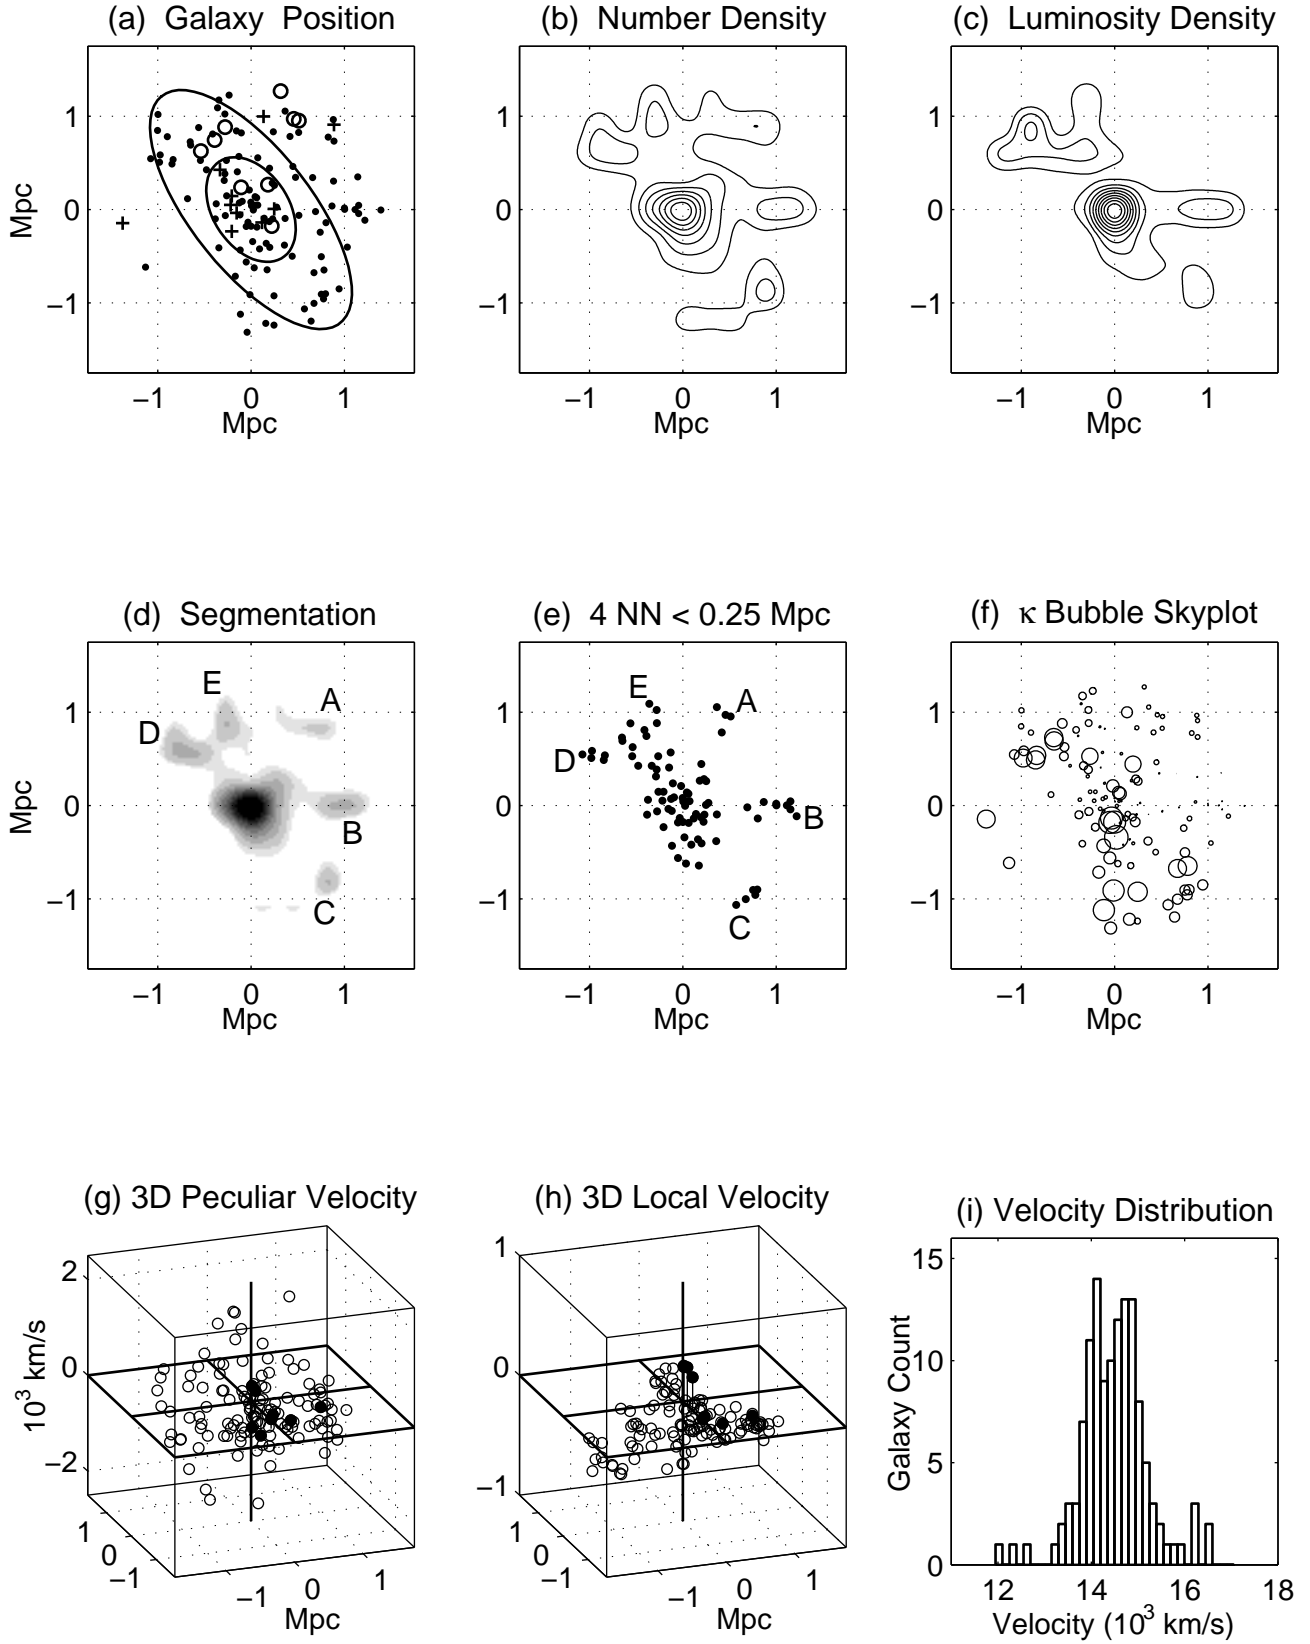 (a) Galaxy Position
(b) Number Density
(c) Luminosity Density
Mpc
1
0
−1
−1 0 1
Mpc
1
0
−1
−1 0 1
Mpc
1
0
−1
−1 0 1
Mpc
(d) Segmentation
(e) 4 NN < 0.25 Mpc
(f) κ Bubble Skyplot
Mpc
1
0
−1
E
A
D
B
C
−1 0 1
Mpc
1
0
−1
E
A
D
B
C
−1 0 1
Mpc
1
0
−1
−1 0 1
Mpc
(g) 3D Peculiar Velocity
(h) 3D Local Velocity
(i) Velocity Distribution
10³ km/s
2
0
−2
1
0
−1
−1
0
1
Mpc
1
0
−1
1
0
−1
−1
0
1
Mpc
Galaxy Count
15
10
5
0
12 14 16 18
Velocity (10³ km/s)